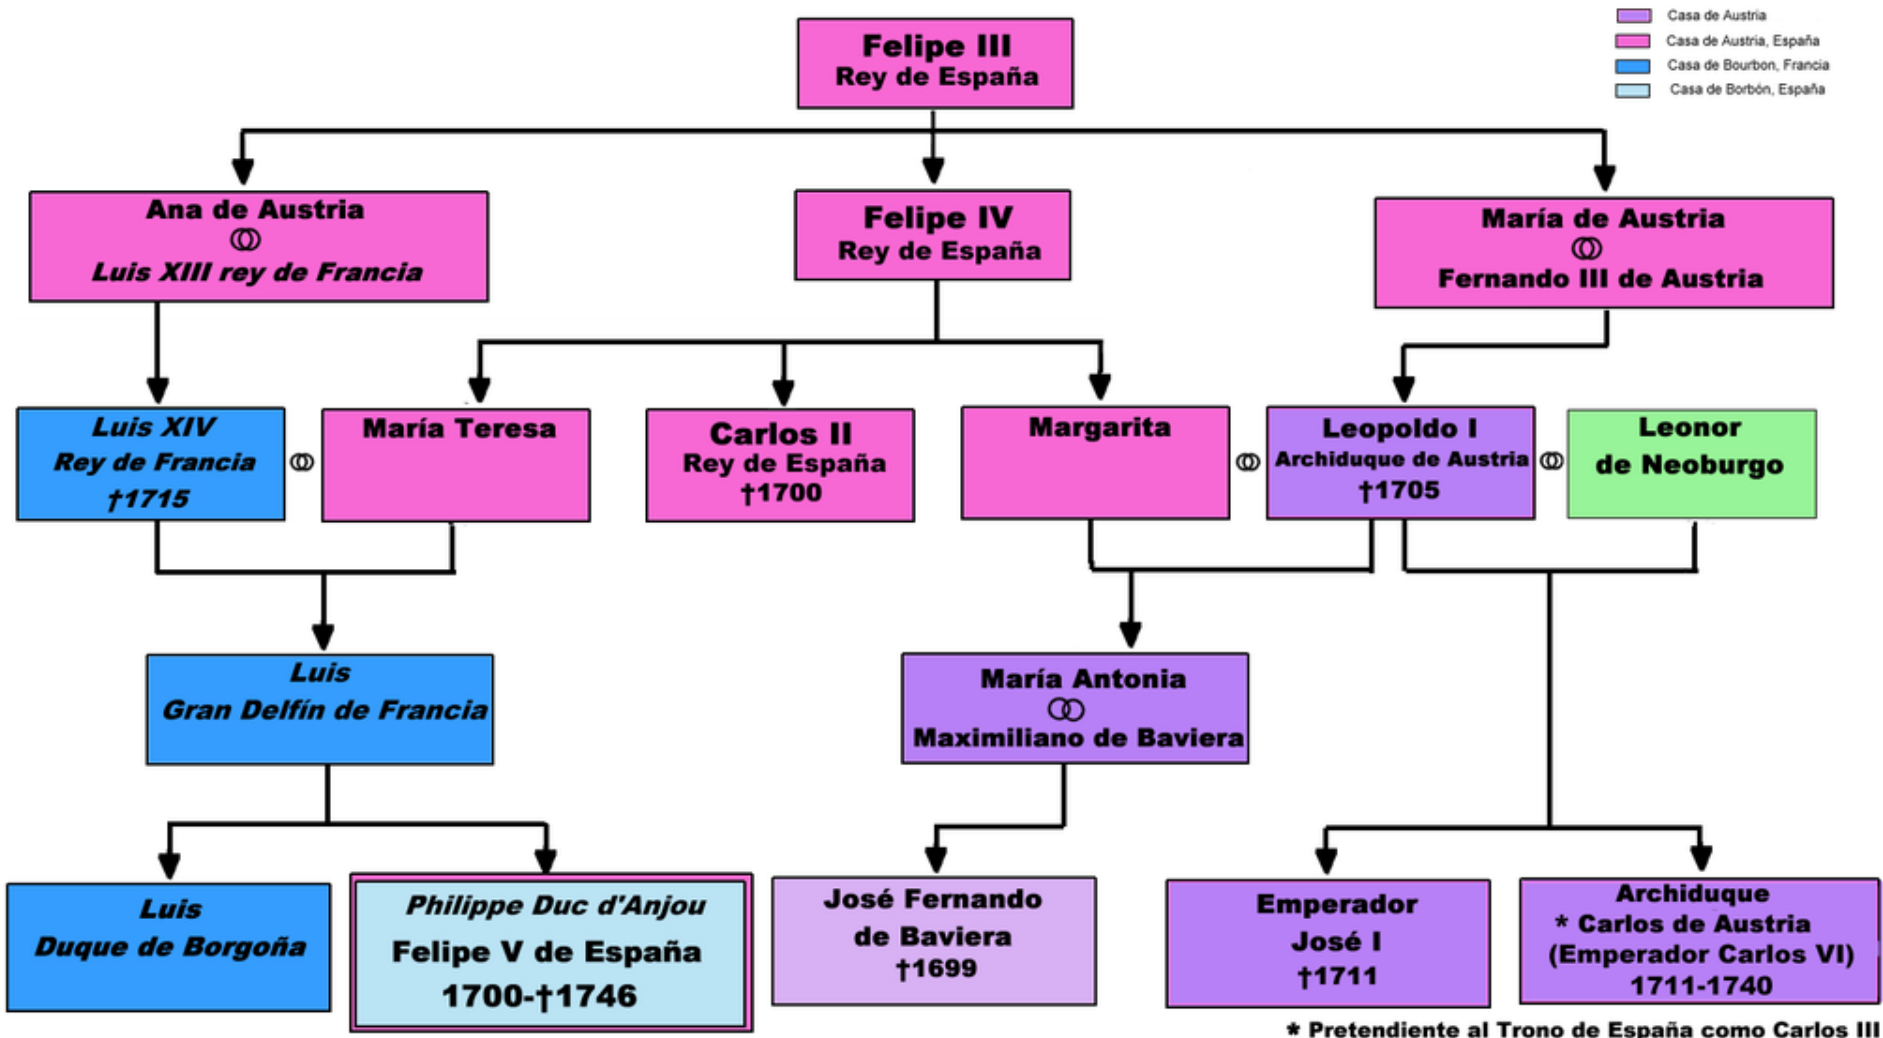 Casa de Austria
Casa de Austria, España
Casa de Bourbon, Francia
Casa de Borbón, España
Felipe III
Rey de España
Ana de Austria
Luis XIII rey de Francia
Felipe IV
Rey de España
María de Austria
Fernando III de Austria
Luis XIV
Rey de Francia
†1715
María Teresa
Carlos II
Rey de España
†1700
Margarita
Leopoldo I
Archiduque de Austria
†1705
Leonor
de Neoburgo
Luis
Gran Delfín de Francia
María Antonia
Maximiliano de Baviera
Luis
Duque de Borgoña
Philippe Duc d'Anjou
Felipe V de España
1700-†1746
José Fernando
de Baviera
†1699
Emperador
José I
†1711
Archiduque
* Carlos de Austria
(Emperador Carlos VI)
1711-1740
* Pretendiente al Trono de España como Carlos III